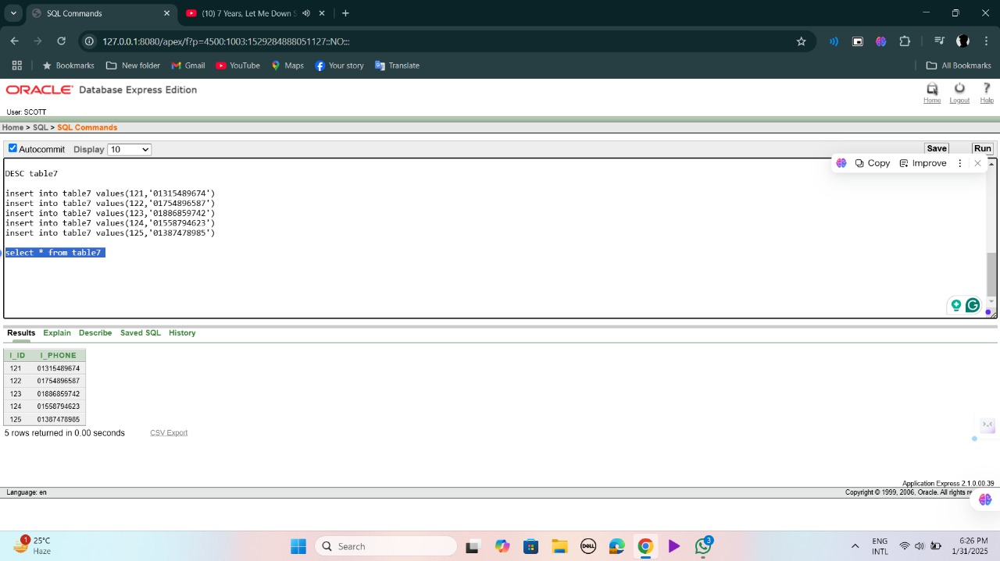 SQL Commands
(10) 7 Years, Let Me Down S
127.0.0.1:8080/apex/f?p=4500:1003:1529284888051127::NO:::
Bookmarks
New folder
Gmail
YouTube
Maps
Your story
Translate
All Bookmarks
ORACLE Database Express Edition
Home
Logout
Help
User: SCOTT
Home > SQL > SQL Commands
Autocommit Display 10
Save
Run
Copy
Improve
DESC table7
insert into table7 values(121,'01315489674')
insert into table7 values(122,'01754896587')
insert into table7 values(123,'01886859742')
insert into table7 values(124,'01558794623')
insert into table7 values(125,'01387478985')
select * from table7
Results Explain Describe Saved SQL History
I_ID I_PHONE
121 01315489674
122 01754896587
123 01886859742
124 01558794623
125 01387478985
5 rows returned in 0.00 seconds
CSV Export
Application Express 2.1.0.00.39
Language: en
Copyright © 1999, 2006, Oracle. All rights re
1
25°C
Haze
Search
DELL
3
ENG
INTL
6:26 PM
1/31/2025